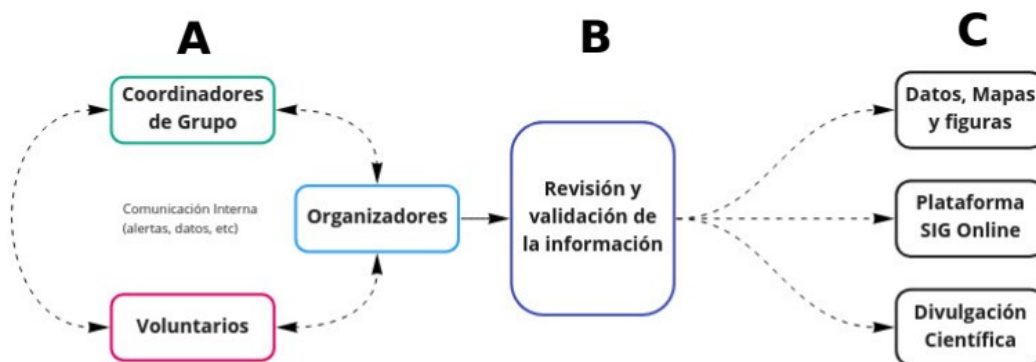 A
B
C
Coordinadores
de Grupo
Comunicación Interna
(alertas, datos, etc)
Organizadores
Voluntarios
Revisión y
validación de
la información
Datos, Mapas
y figuras
Plataforma
SIG Online
Divulgación
Científica